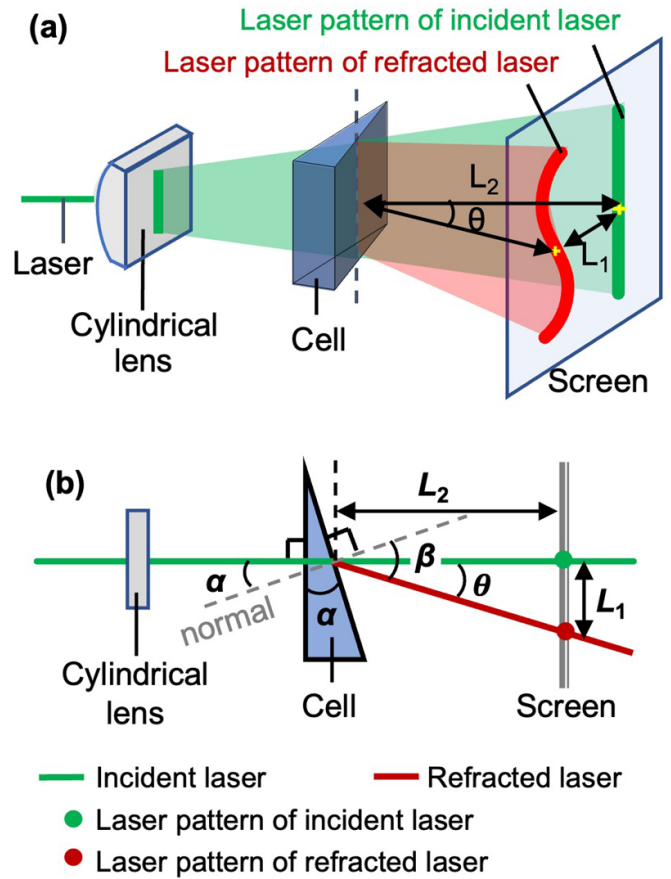 (a)
Laser pattern of incident laser
Laser pattern of refracted laser
L2
θ
L1
Laser
Cylindrical
lens
Cell
Screen
(b)
L2
α
β
θ
L1
normal
α
Cylindrical
lens
Cell
Screen
Incident laser
Refracted laser
Laser pattern of incident laser
Laser pattern of refracted laser